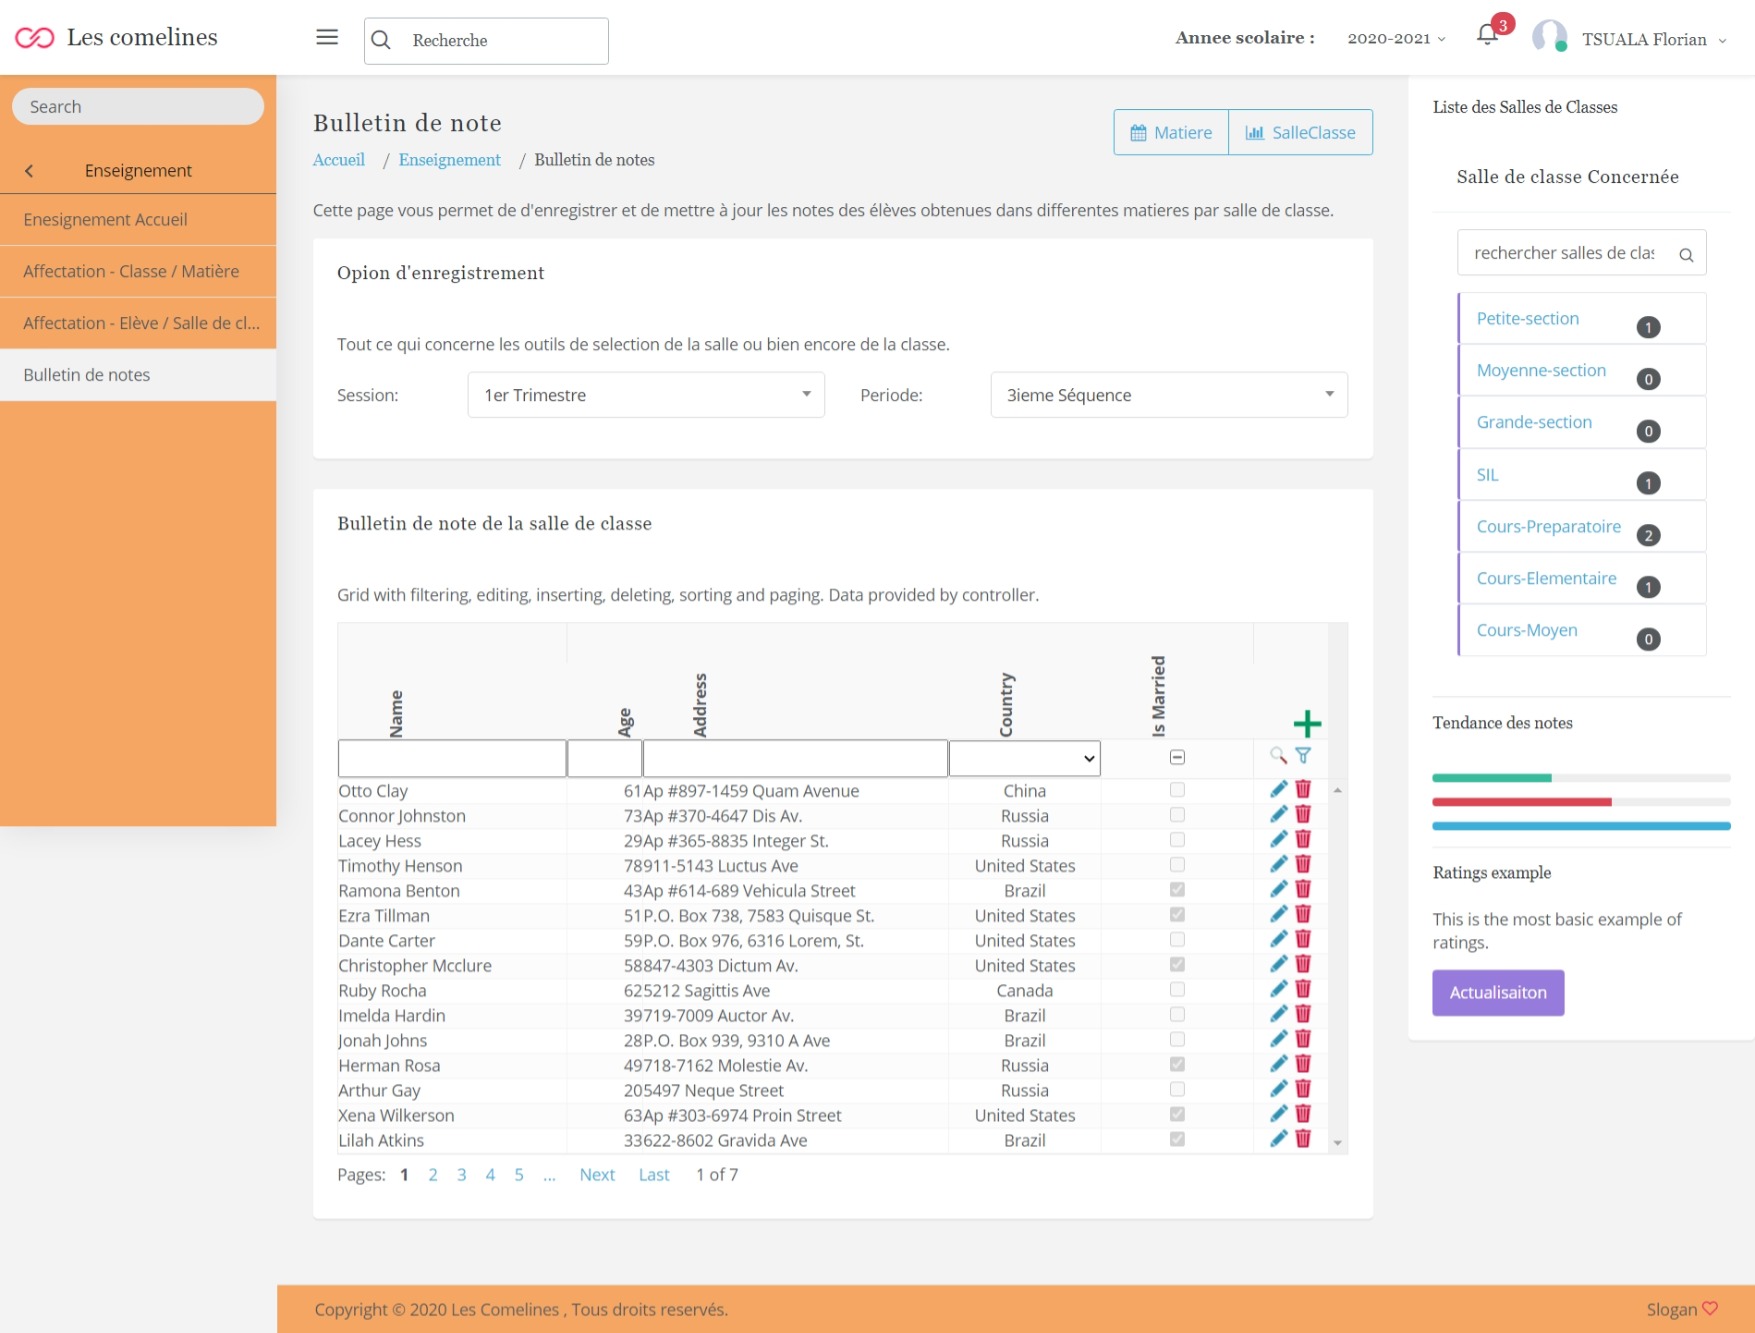 Les comelines
Recherche
Annee scolaire :
2020-2021
3
TSUALA Florian
Search
Enseignement
Enesignement Accueil
Affectation - Classe / Matière
Affectation - Elève / Salle de cl...
Bulletin de notes
Bulletin de note
Accueil / Enseignement / Bulletin de notes
Matiere
SalleClasse
Cette page vous permet de d'enregistrer et de mettre à jour les notes des élèves obtenues dans differentes matieres par salle de classe.
Opion d'enregistrement
Tout ce qui concerne les outils de selection de la salle ou bien encore de la classe.
Session: 1er Trimestre Periode: 3ieme Séquence
Bulletin de note de la salle de classe
Grid with filtering, editing, inserting, deleting, sorting and paging. Data provided by controller.
Name Age Address Country Is Married
Otto Clay 61 Ap #897-1459 Quam Avenue China
Connor Johnston 73 Ap #370-4647 Dis Av. Russia
Lacey Hess 29 Ap #365-8835 Integer St. Russia
Timothy Henson 78 911-5143 Luctus Ave United States
Ramona Benton 43 Ap #614-689 Vehicula Street Brazil
Ezra Tillman 51 P.O. Box 738, 7583 Quisque St. United States
Dante Carter 59 P.O. Box 976, 6316 Lorem, St. United States
Christopher Mcclure 58 847-4303 Dictum Av. United States
Ruby Rocha 62 5212 Sagittis Ave Canada
Imelda Hardin 39 719-7009 Auctor Av. Brazil
Jonah Johns 28 P.O. Box 939, 9310 A Ave Brazil
Herman Rosa 49 718-7162 Molestie Av. Russia
Arthur Gay 20 5497 Neque Street Russia
Xena Wilkerson 63 Ap #303-6974 Proin Street United States
Lilah Atkins 33 622-8602 Gravida Ave Brazil
Pages: 1 2 3 4 5 ... Next Last 1 of 7
Liste des Salles de Classes
Salle de classe Concernée
rechercher salles de clas
Petite-section 1
Moyenne-section 0
Grande-section 0
SIL 1
Cours-Preparatoire 2
Cours-Elementaire 1
Cours-Moyen 0
Tendance des notes
Ratings example
This is the most basic example of
ratings.
Actualisaiton
Copyright © 2020 Les Comelines , Tous droits reservés.
Slogan